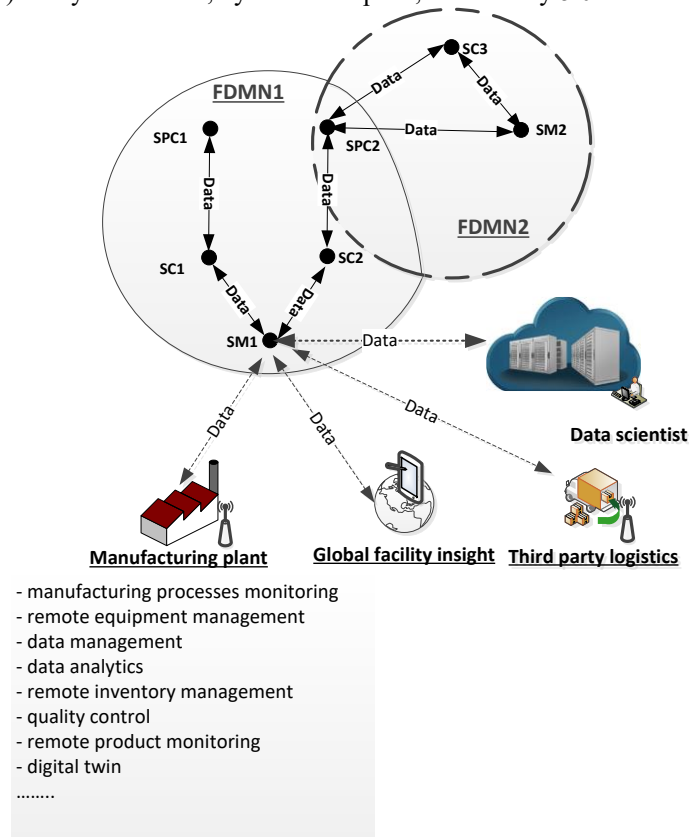 SC3
FDMN1
Data
Data
SPC1
SPC2
Data
SM2
Data
Data
FDMN2
SC1
SC2
Data
Data
SM1
Data
Data
Data
Data
Data scientist
Manufacturing plant
Global facility insight
Third party logistics
- manufacturing processes monitoring
- remote equipment management
- data management
- data analytics
- remote inventory management
- quality control
- remote product monitoring
- digital twin
........